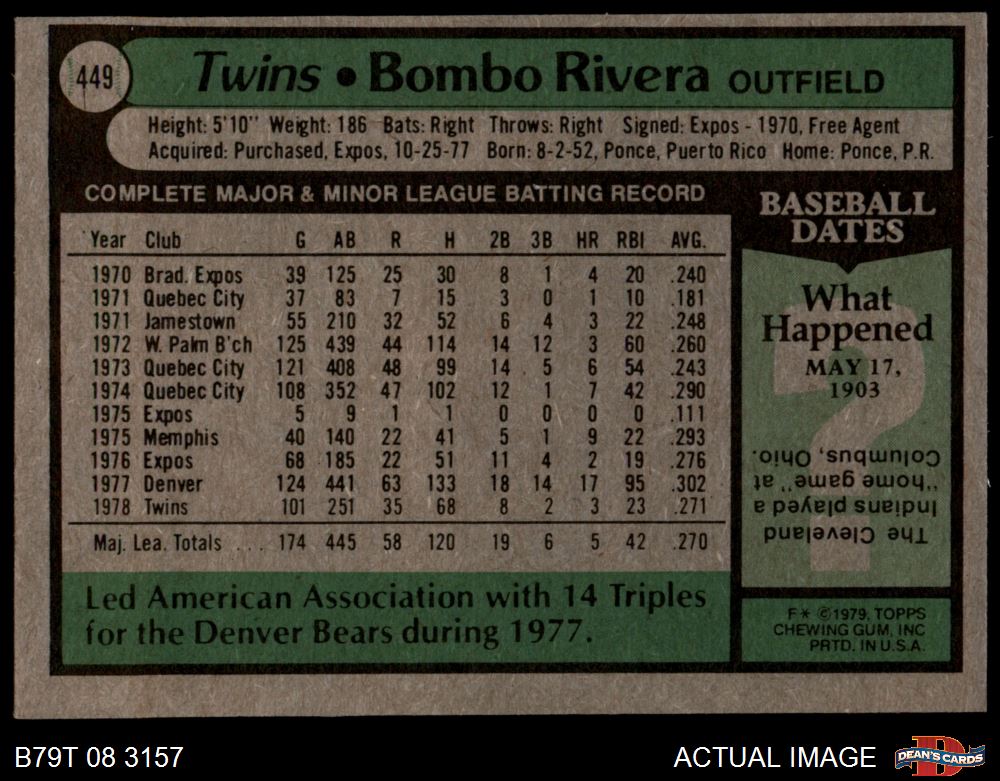 449
Twins • Bombo Rivera OUTFIELD
Height: 5'10" Weight: 186 Bats: Right Throws: Right Signed: Expos - 1970, Free Agent
Acquired: Purchased, Expos, 10-25-77 Born: 8-2-52, Ponce, Puerto Rico Home: Ponce, P.R.
COMPLETE MAJOR & MINOR LEAGUE BATTING RECORD
Year Club G AB R H 2B 3B HR RBI AVG.
1970 Brad. Expos 39 125 25 30 8 1 4 20 .240
1971 Quebec City 37 83 7 15 3 0 1 10 .181
1971 Jamestown 55 210 32 52 6 4 3 22 .248
1972 W. Palm B'ch 125 439 44 114 14 12 3 60 .260
1973 Quebec City 121 408 48 99 14 5 6 54 .243
1974 Quebec City 108 352 47 102 12 1 7 42 .290
1975 Expos 5 9 1 1 0 0 0 0 .111
1975 Memphis 40 140 22 41 5 1 9 22 .293
1976 Expos 68 185 22 51 11 4 2 19 .276
1977 Denver 124 441 63 133 18 14 17 95 .302
1978 Twins 101 251 35 68 8 2 3 23 .271
Maj. Lea. Totals ... 174 445 58 120 19 6 5 42 .270
Led American Association with 14 Triples
for the Denver Bears during 1977.
BASEBALL
DATES
?
What
Happened
MAY 17,
1903
The Cleveland
Indians played a
"home game" at
Columbus, Ohio.
F* ©1979, TOPPS
CHEWING GUM, INC
PRTD. IN U.S.A.
B79T 08 3157
ACTUAL IMAGE
D
DEAN'S CARDS